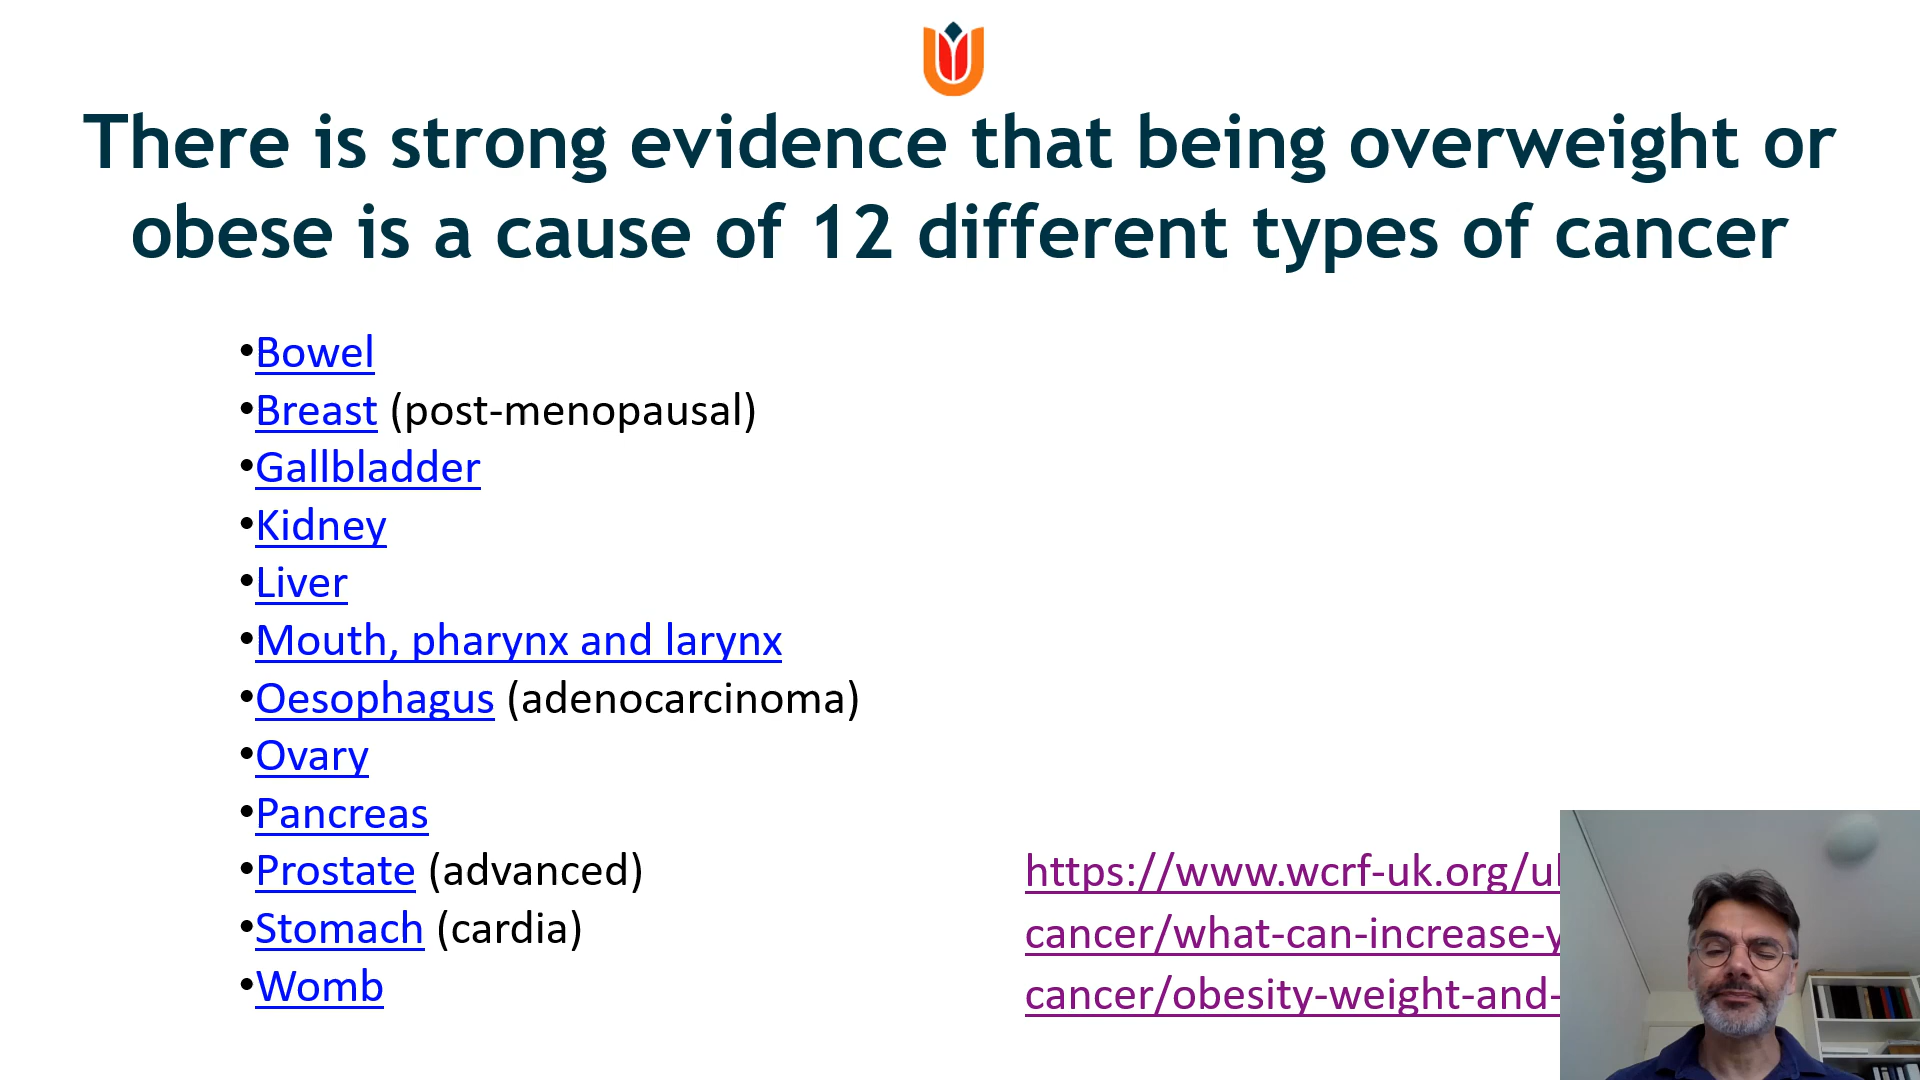 There is strong evidence that being overweight or
obese is a cause of 12 different types of cancer
•Bowel
•Breast (post-menopausal)
•Gallbladder
•Kidney
•Liver
•Mouth, pharynx and larynx
•Oesophagus (adenocarcinoma)
•Ovary
•Pancreas
•Prostate (advanced)
•Stomach (cardia)
•Womb
https://www.wcrf-uk.org/
cancer/what-can-increase-
cancer/obesity-weight-and-